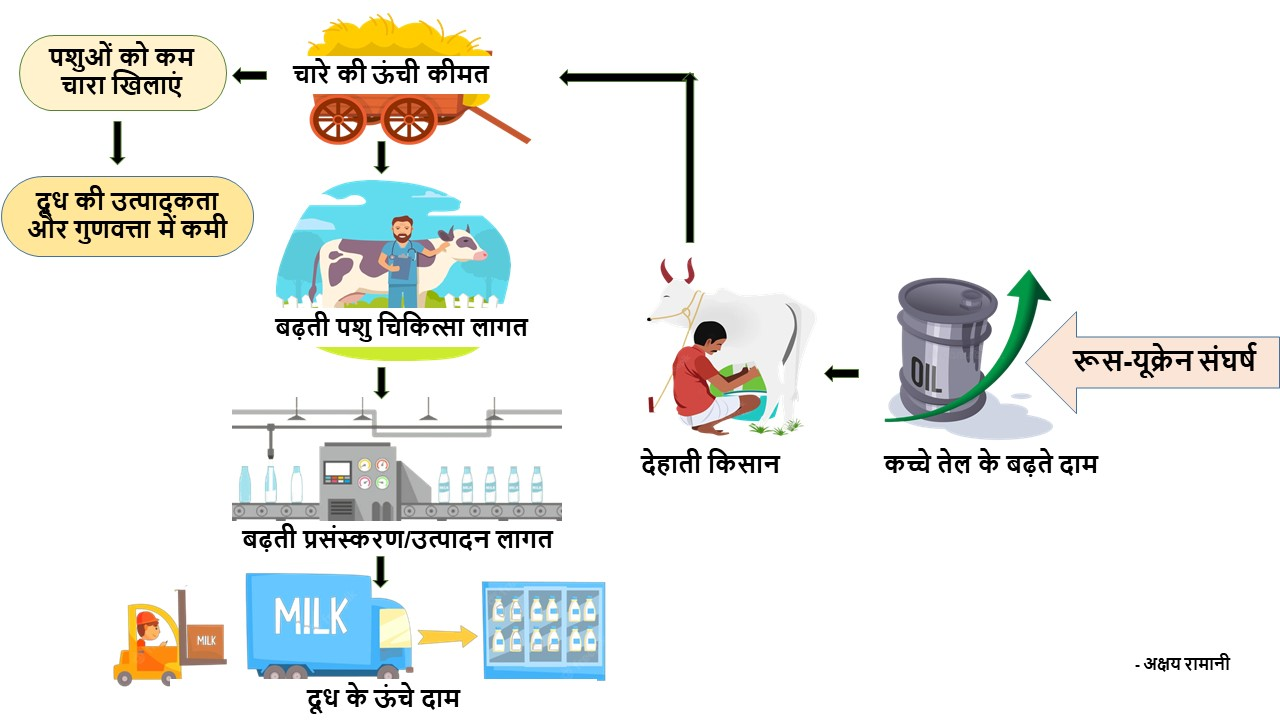 पशुओं को कम
चारा खिलाएं
चारे की ऊंची कीमत
दूध की उत्पादकता
और गुणवत्ता में कमी
बढ़ती पशु चिकित्सा लागत
OIL
रूस-यूक्रेन संघर्ष
देहाती किसान
कच्चे तेल के बढ़ते दाम
बढ़ती प्रसंस्करण/उत्पादन लागत
MILK
MILK
दूध के ऊंचे दाम
- अक्षय रामानी